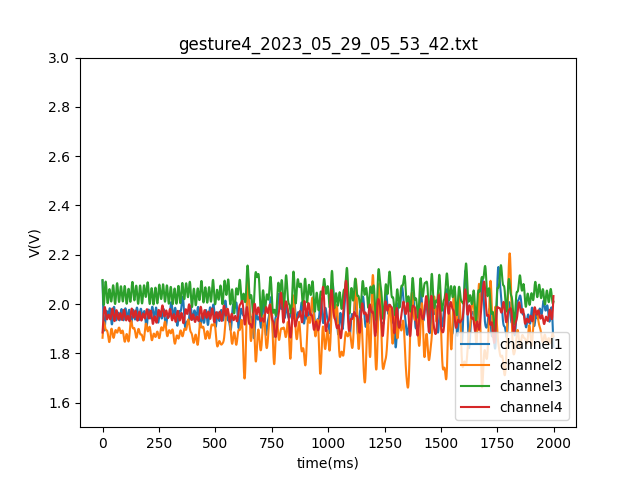 gesture4_2023_05_29_05_53_42.txt
3.0
2.8
2.6
2.4
2.2
2.0
1.8
1.6
V(V)
channel1
channel2
channel3
channel4
0 250 500 750 1000 1250 1500 1750 2000
time(ms)